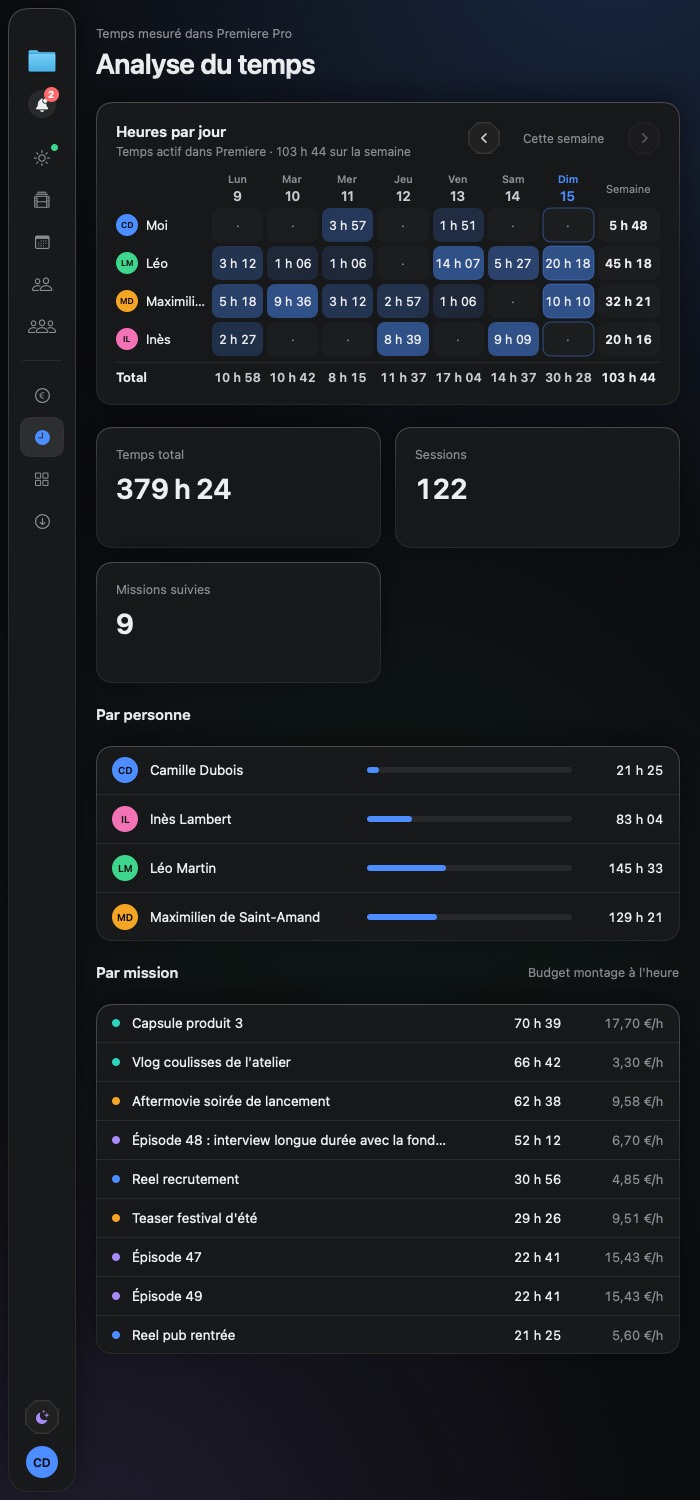 Temps mesuré dans Premiere Pro
Analyse du temps
2
Heures par jour
Temps actif dans Premiere · 103 h 44 sur la semaine
Cette semaine
Lun Mar Mer Jeu Ven Sam Dim
9 10 11 12 13 14 15 Semaine
CD Moi · · 3 h 57 · 1 h 51 · · 5 h 48
LM Léo 3 h 12 1 h 06 1 h 06 · 14 h 07 5 h 27 20 h 18 45 h 18
MD Maximili... 5 h 18 9 h 36 3 h 12 2 h 57 1 h 06 · 10 h 10 32 h 21
IL Inès 2 h 27 · · 8 h 39 · 9 h 09 · 20 h 16
Total 10 h 58 10 h 42 8 h 15 11 h 37 17 h 04 14 h 37 30 h 28 103 h 44
Temps total
379 h 24
Sessions
122
Missions suivies
9
Par personne
CD Camille Dubois 21 h 25
IL Inès Lambert 83 h 04
LM Léo Martin 145 h 33
MD Maximilien de Saint-Amand 129 h 21
Par mission Budget montage à l'heure
Capsule produit 3 70 h 39 17,70 €/h
Vlog coulisses de l'atelier 66 h 42 3,30 €/h
Aftermovie soirée de lancement 62 h 38 9,58 €/h
Épisode 48 : interview longue durée avec la fond... 52 h 12 6,70 €/h
Reel recrutement 30 h 56 4,85 €/h
Teaser festival d'été 29 h 26 9,51 €/h
Épisode 47 22 h 41 15,43 €/h
Épisode 49 22 h 41 15,43 €/h
Reel pub rentrée 21 h 25 5,60 €/h
CD